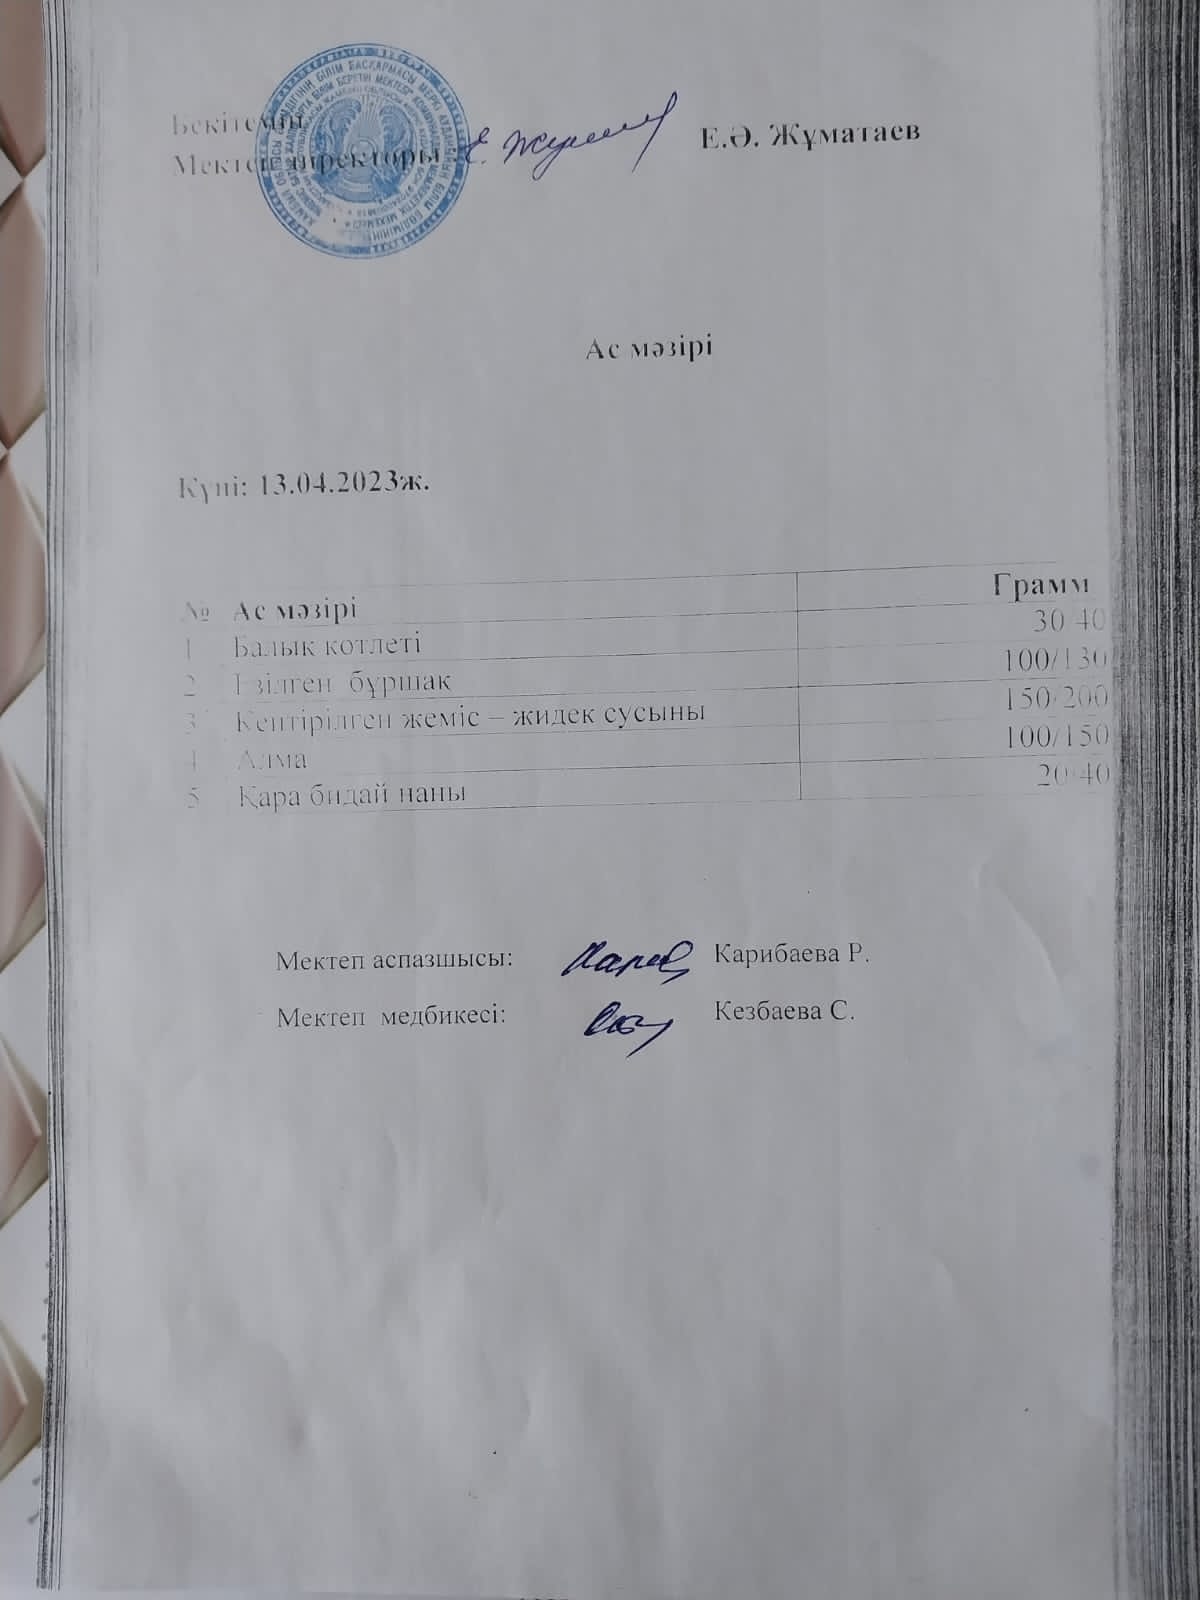 Бекітемін
Мектеп директоры: Е. Жұмат Е.Ә. Жұматаев
Ас мәзірі
Күні: 13.04.2023ж.
№ Ас мәзірі Грамм
1 Балық котлеті 30/40
2 Езілген бұршақ 100/130
3 Кептірілген жеміс – жидек сусыны 150/200
4 Алма 100/150
5 Қара бидай наны 20/40
Мектеп аспазшысы: Карибаева Р.
Мектеп медбикесі: Кезбаева С.